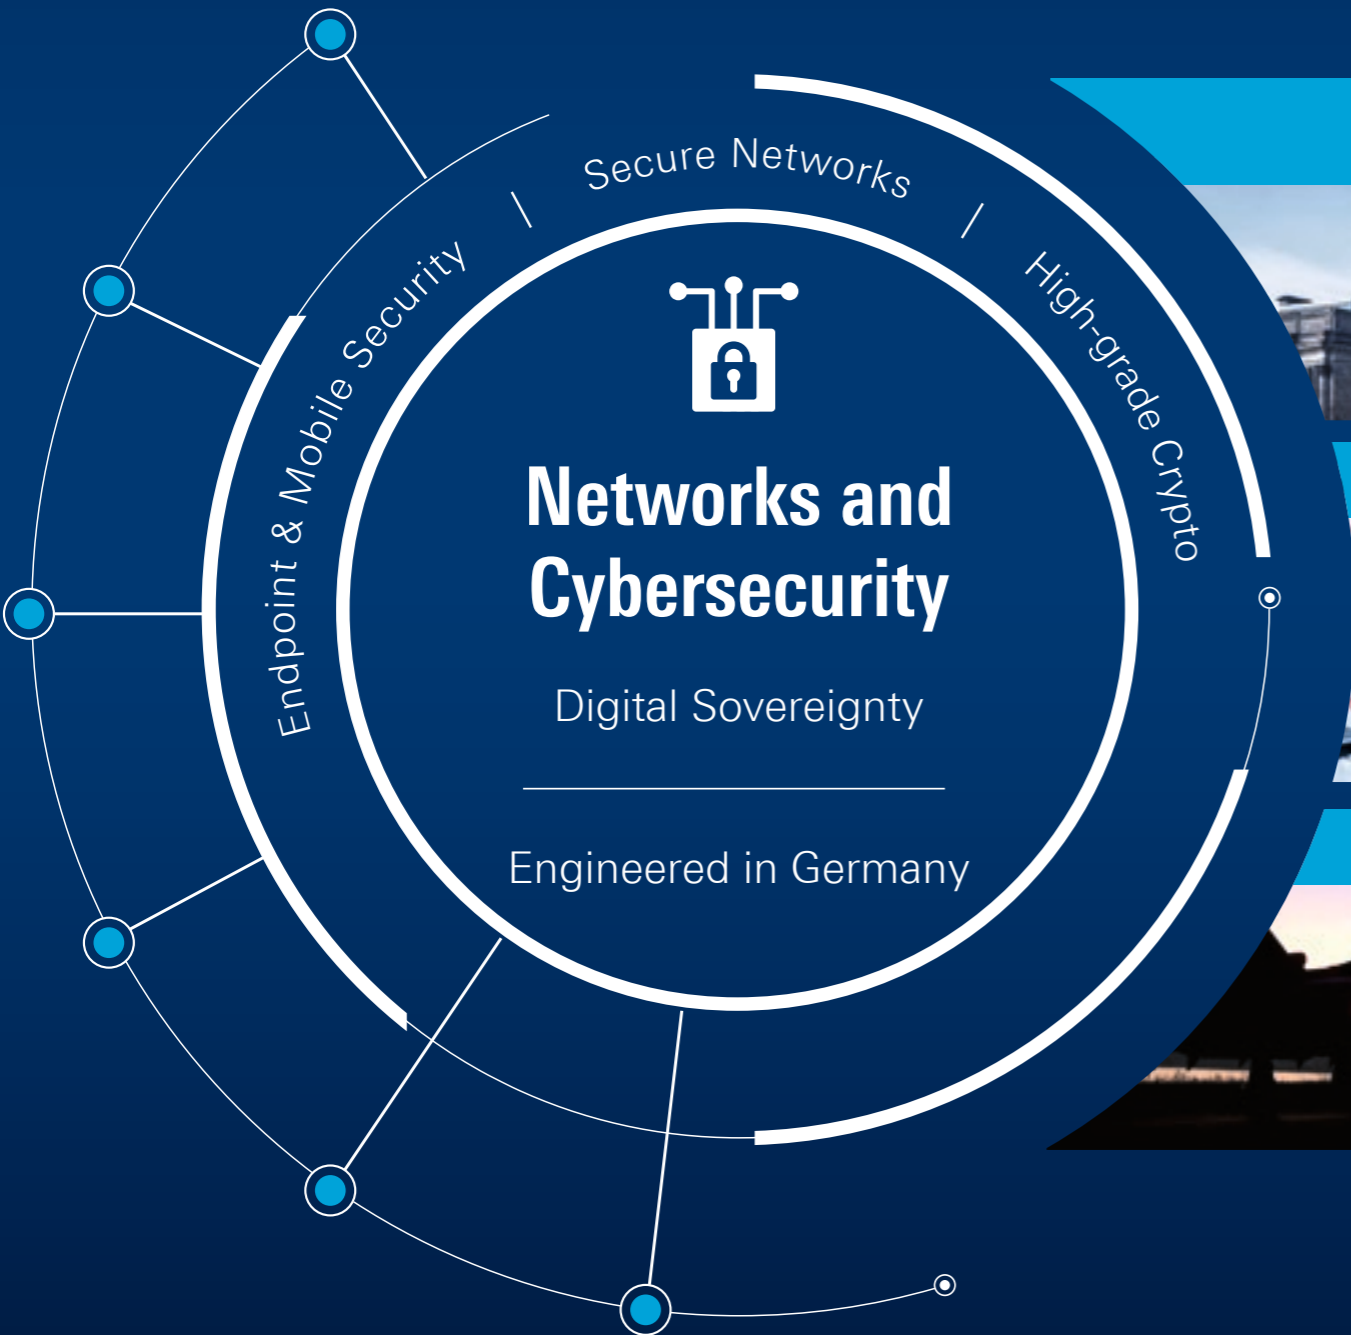 Endpoint & Mobile Security | Secure Networks | High-grade Crypto
Networks and
Cybersecurity
Digital Sovereignty
Engineered in Germany